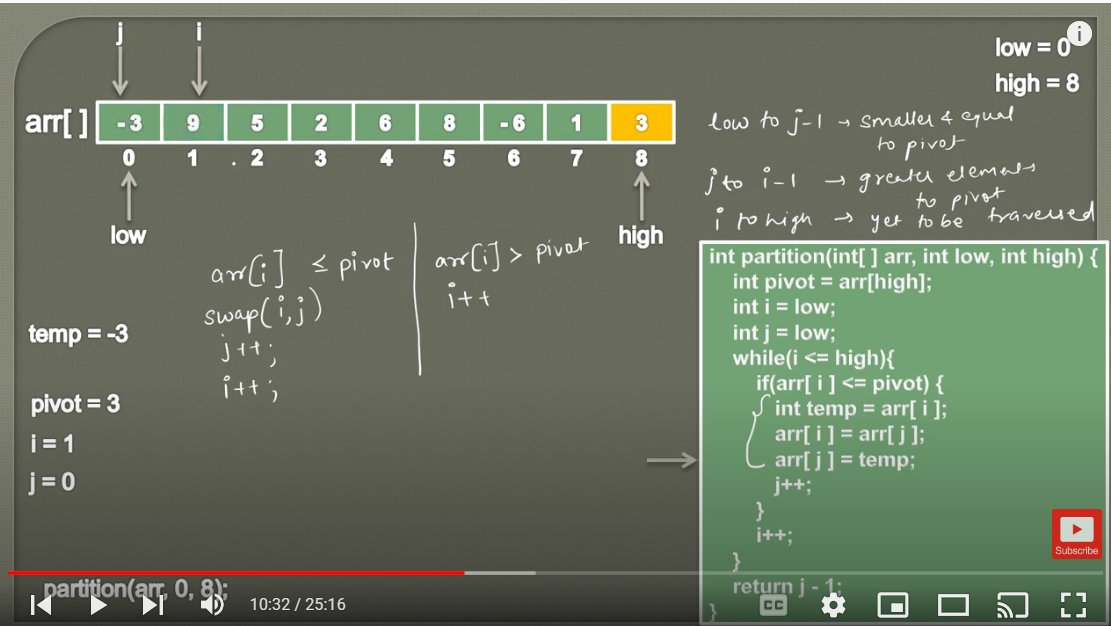 j i
low = 0
high = 8
arr[ ] -3 9 5 2 6 8 -6 1 3
0 1 . 2 3 4 5 6 7 8
low high
low to j-1 → smaller & equal
to pivot
j to i-1 → greater elements
to pivot
i to high → yet to be traversed
arr[i] ≤ pivot
swap(i,j)
j++;
i++;
arr[i] > pivot
i++
temp = -3
pivot = 3
i = 1
j = 0
int partition(int[ ] arr, int low, int high) {
int pivot = arr[high];
int i = low;
int j = low;
while(i <= high){
if(arr[ i ] <= pivot) {
int temp = arr[ i ];
arr[ i ] = arr[ j ];
arr[ j ] = temp;
j++;
}
i++;
}
return j - 1;
}
Subscribe
partition(arr, 0, 8);
10:32 / 25:16
CC